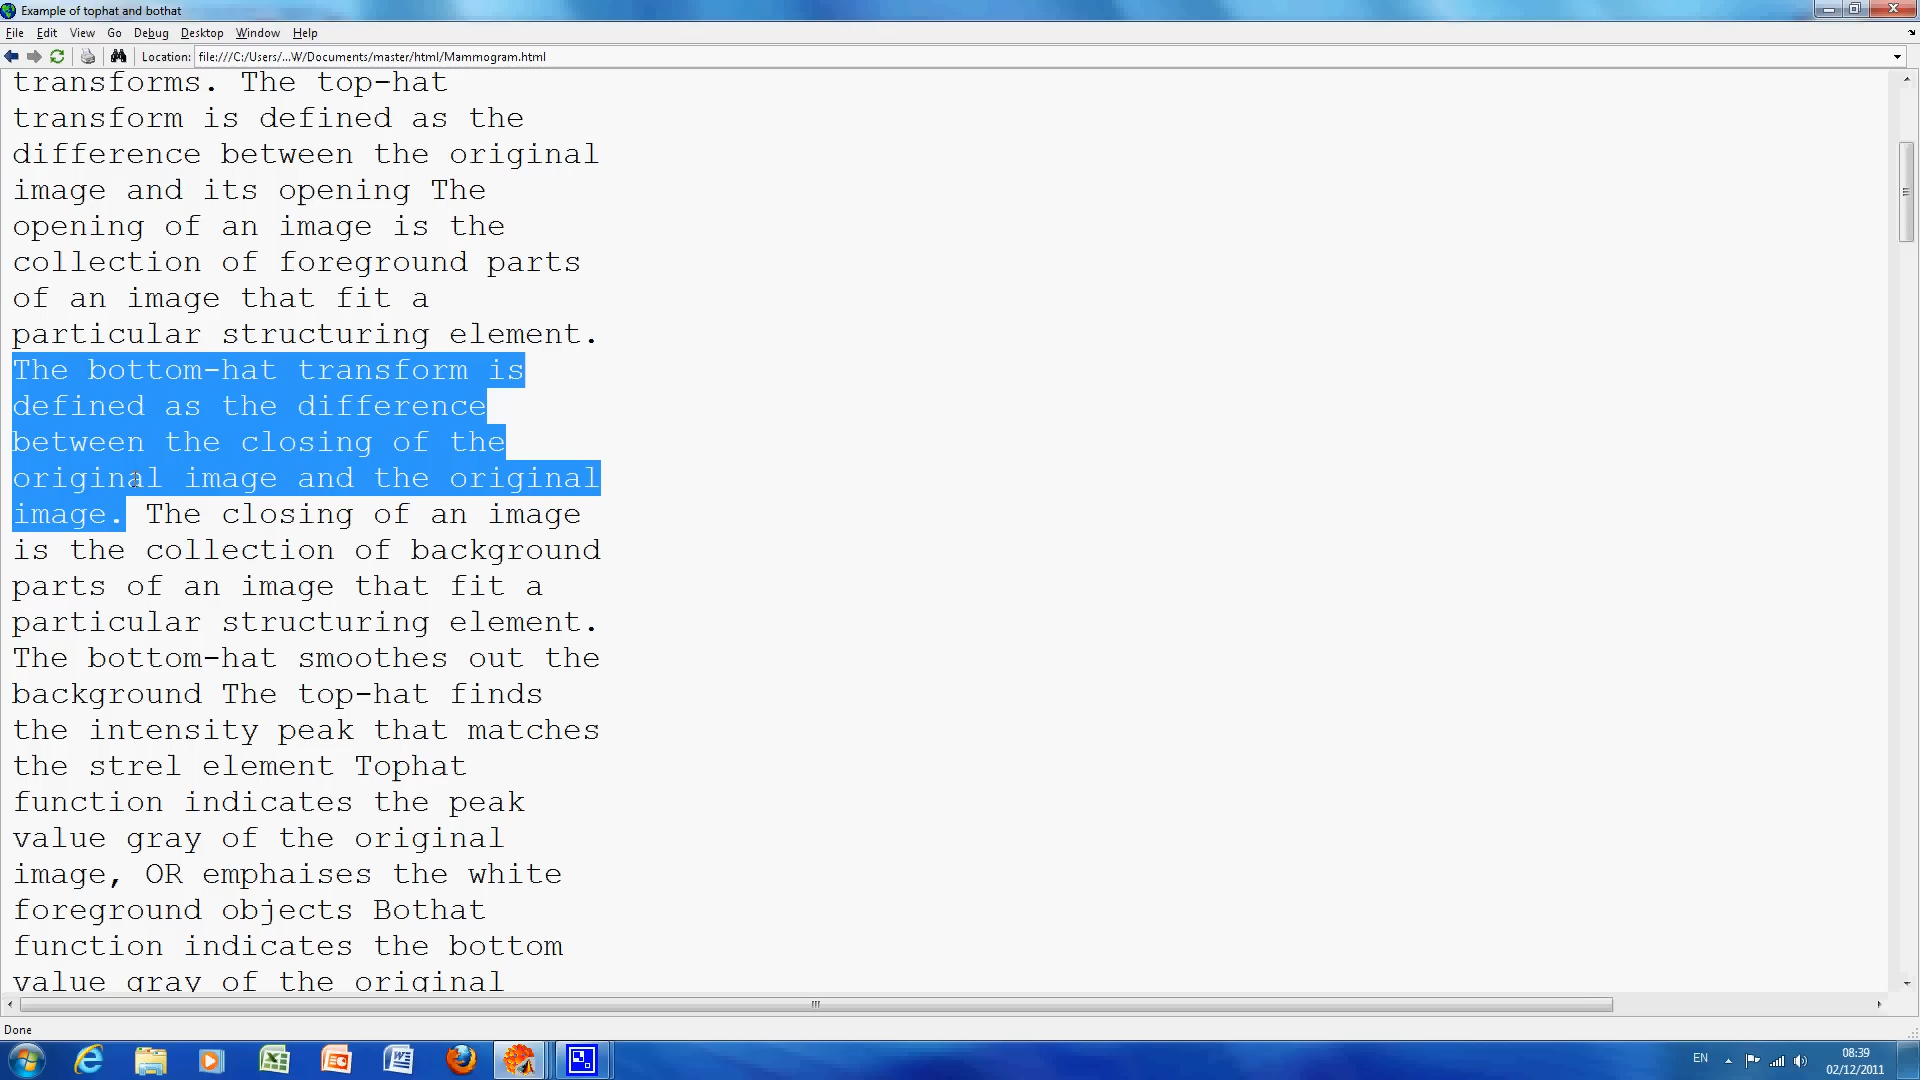 Example of tophat and bothat
File Edit View Go Debug Desktop Window Help
Location: file:///C:/Users/...W/Documents/master/html/Mammogram.html
transforms. The top-hat
transform is defined as the
difference between the original
image and its opening The
opening of an image is the
collection of foreground parts
of an image that fit a
particular structuring element.
The bottom-hat transform is
defined as the difference
between the closing of the
original image and the original
image. The closing of an image
is the collection of background
parts of an image that fit a
particular structuring element.
The bottom-hat smoothes out the
background The top-hat finds
the intensity peak that matches
the strel element Tophat
function indicates the peak
value gray of the original
image, OR emphaises the white
foreground objects Bothat
function indicates the bottom
value gray of the original
Done
EN
08:39
02/12/2011